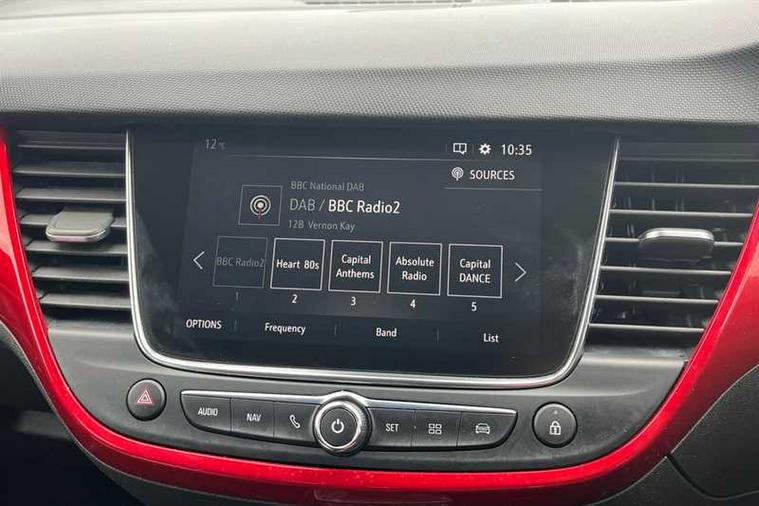 12°C 10:35
SOURCES
BBC National DAB
DAB / BBC Radio2
12B Vernon Kay
BBC Radio2 Heart 80s Capital Anthems Absolute Radio Capital DANCE
1 2 3 4 5
OPTIONS Frequency Band List
AUDIO NAV SET